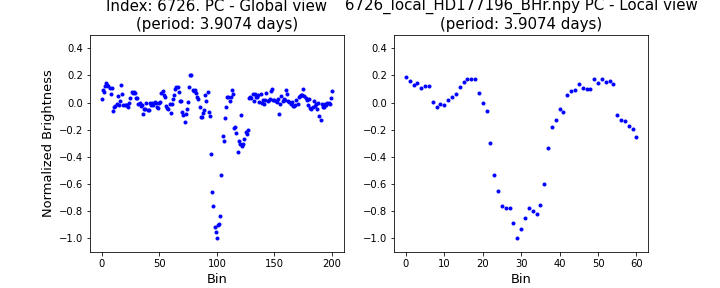 Index: 6726. PC - Global view
(period: 3.9074 days)
6726_local_HD177196_BHr.npy PC - Local view
(period: 3.9074 days)
Normalized Brightness
0.4
0.2
0.0
−0.2
−0.4
−0.6
−0.8
−1.0
0 50 100 150 200
Bin
0.4
0.2
0.0
−0.2
−0.4
−0.6
−0.8
−1.0
0 10 20 30 40 50 60
Bin